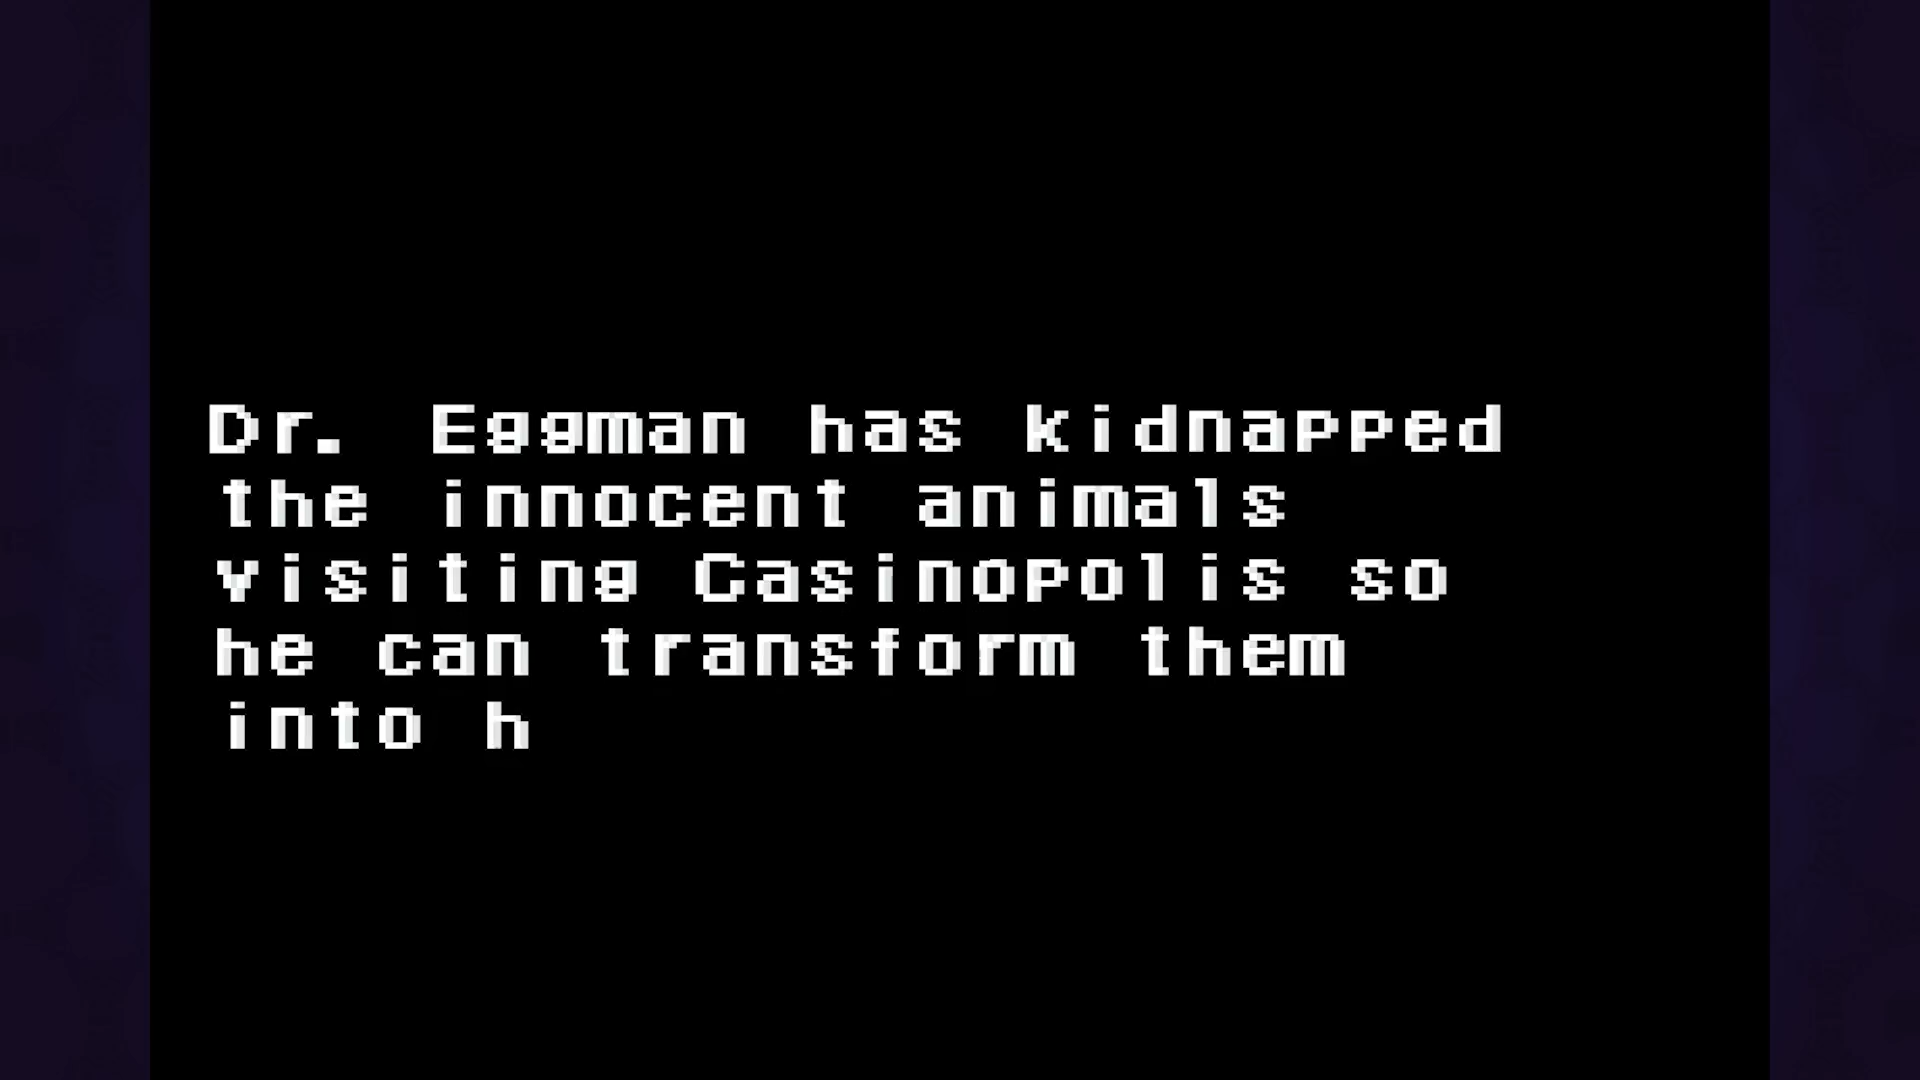 Dr. Eggman has kidnapped
the innocent animals
visiting Casinopolis so
he can transform them
into h